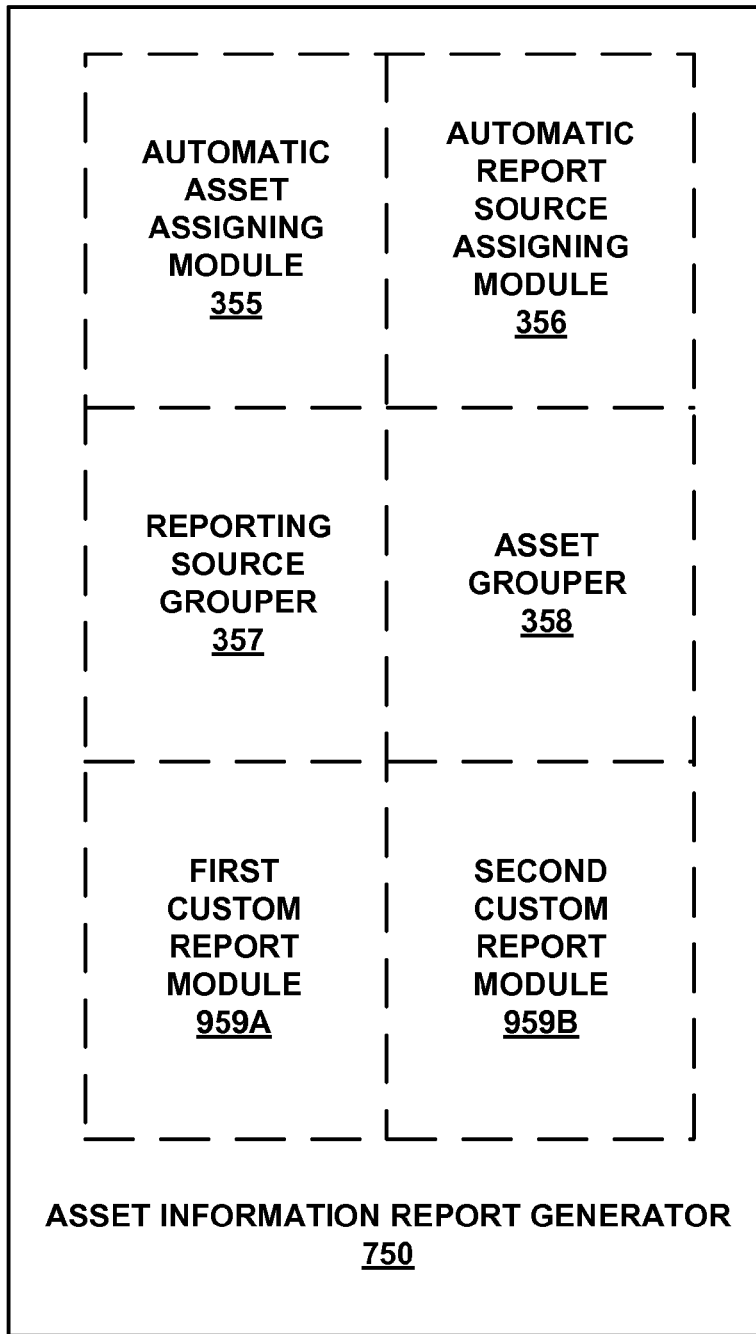 AUTOMATIC
ASSET
ASSIGNING
MODULE
355
AUTOMATIC
REPORT
SOURCE
ASSIGNING
MODULE
356
REPORTING
SOURCE
GROUPER
357
ASSET
GROUPER
358
FIRST
CUSTOM
REPORT
MODULE
959A
SECOND
CUSTOM
REPORT
MODULE
959B
ASSET INFORMATION REPORT GENERATOR
750